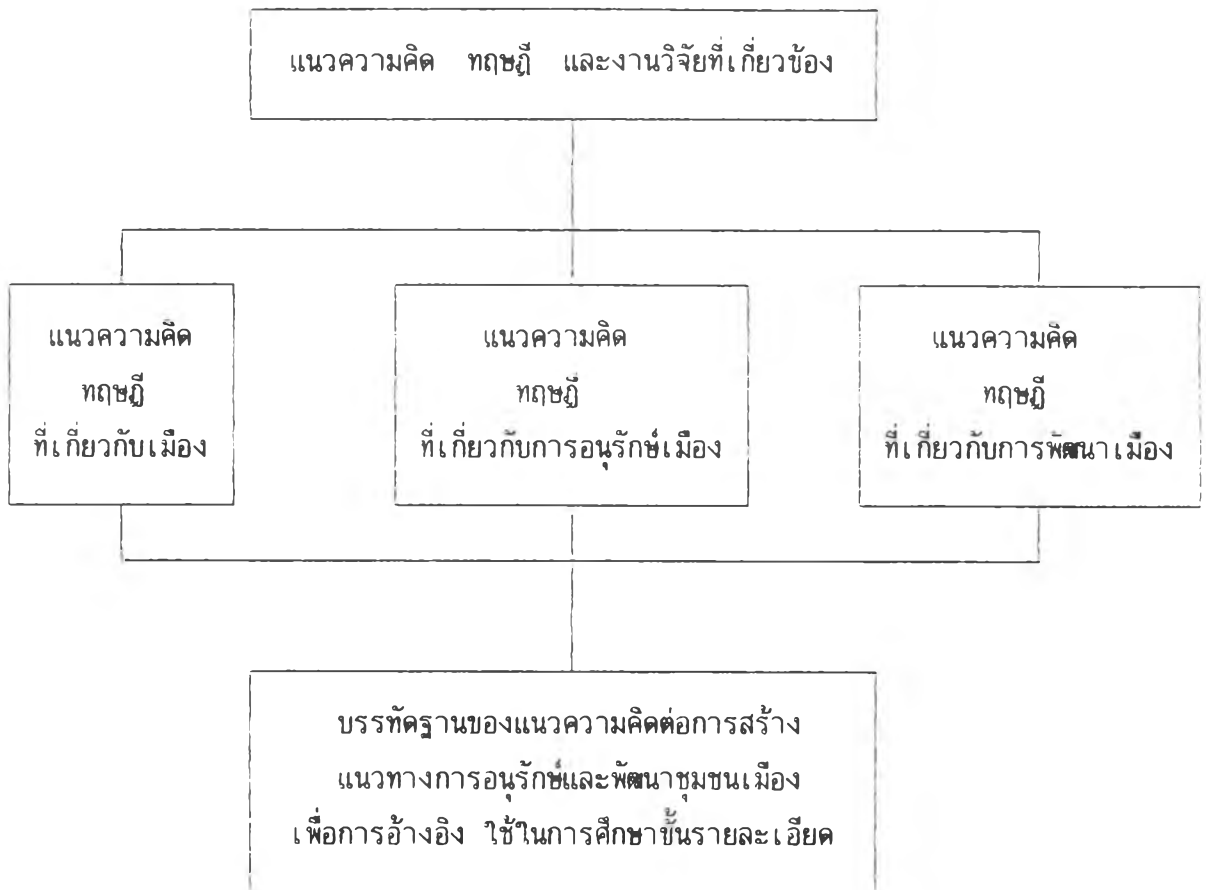 แนวความคิด ทฤษฎี และงานวิจัยที่เกี่ยวข้อง
แนวความคิด
ทฤษฎี
ที่เกี่ยวกับเมือง
แนวความคิด
ทฤษฎี
ที่เกี่ยวกับการอนุรักษ์เมือง
แนวความคิด
ทฤษฎี
ที่เกี่ยวกับการพัฒนาเมือง
บรรทัดฐานของแนวความคิดต่อการสร้าง
แนวทางการอนุรักษ์และพัฒนาชุมชนเมือง
เพื่อการอ้างอิง ใช้ในการศึกษาขั้นรายละเอียด